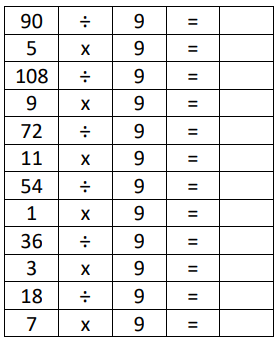 90 ÷ 9 =
5 x 9 =
108 ÷ 9 =
9 x 9 =
72 ÷ 9 =
11 x 9 =
54 ÷ 9 =
1 x 9 =
36 ÷ 9 =
3 x 9 =
18 ÷ 9 =
7 x 9 =